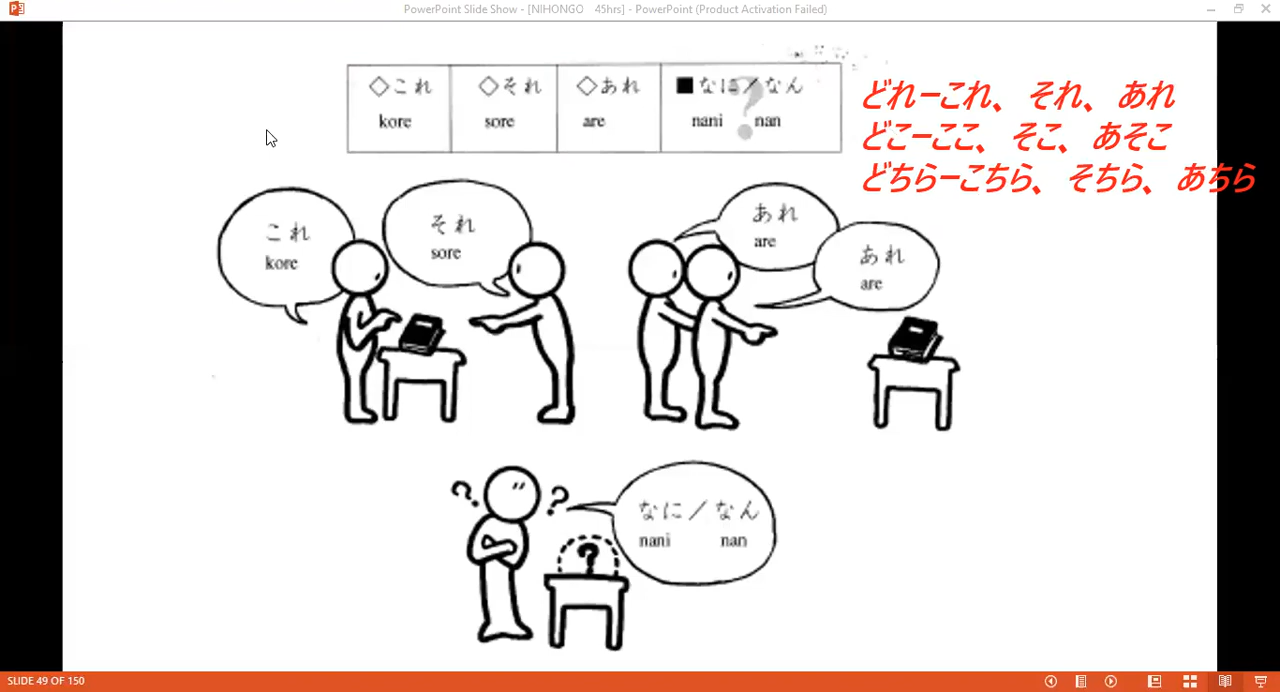 PowerPoint Slide Show - [NIHONGO 45hrs] - PowerPoint (Product Activation Failed)
◇これ ◇それ ◇あれ ■なに／なん
kore sore are nani nan
?
どれーこれ、それ、あれ
どこーここ、そこ、あそこ
どちらーこちら、そちら、あちら
これ
kore
それ
sore
あれ
are
あれ
are
? ?
なに／なん
nani nan
?
SLIDE 49 OF 150